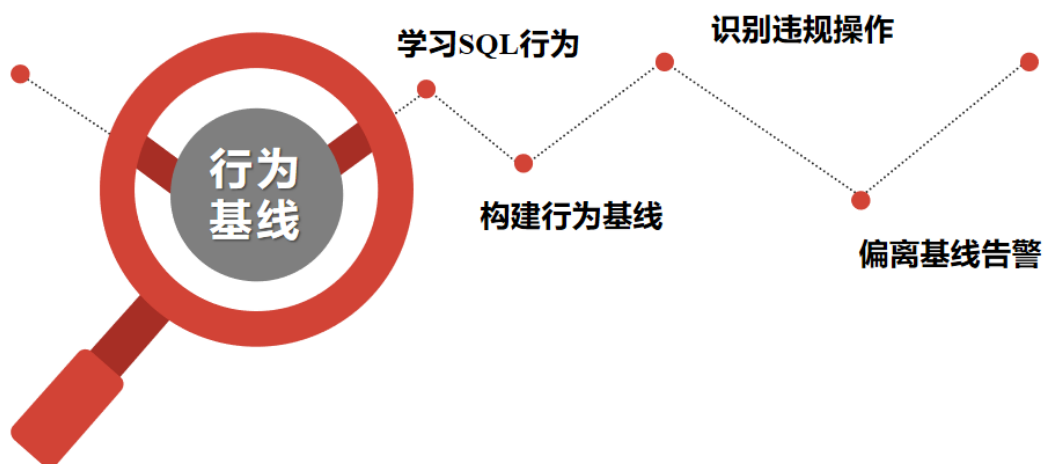 行为
基线
学习SQL行为
构建行为基线
识别违规操作
偏离基线告警